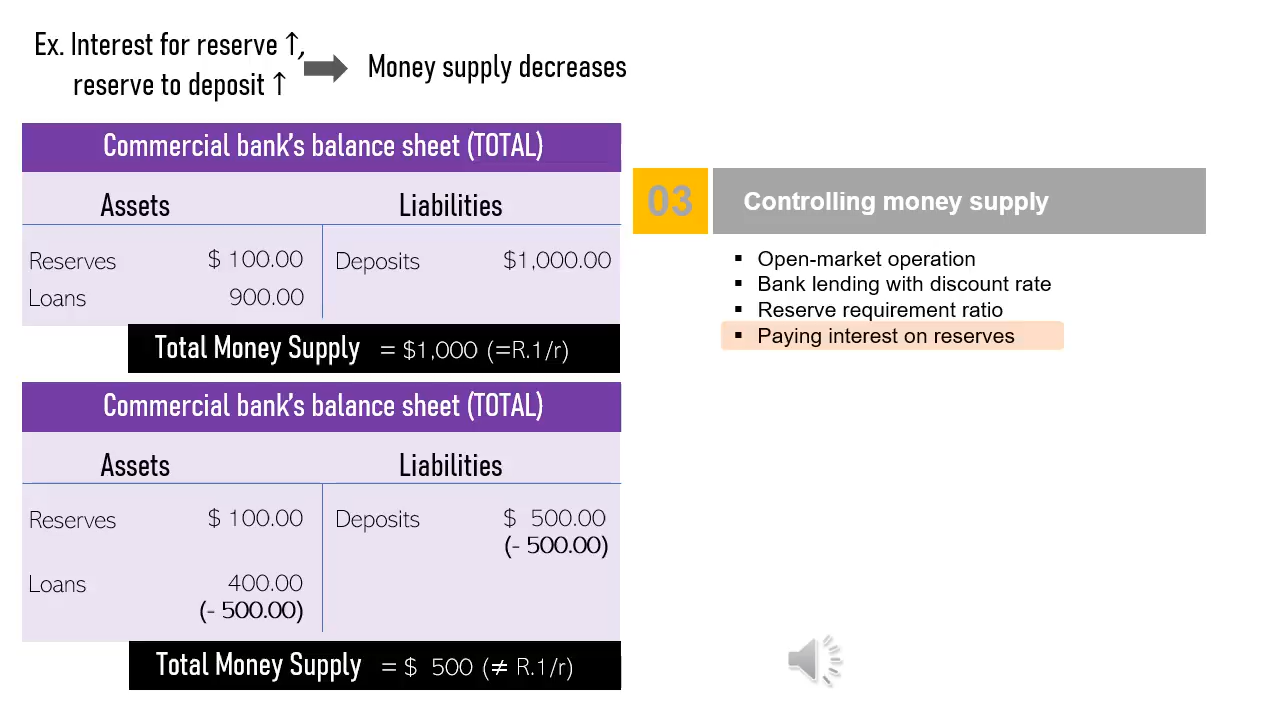 Ex. Interest for reserve ↑,
reserve to deposit ↑
Money supply decreases
Commercial bank's balance sheet (TOTAL)
Assets Liabilities
Reserves $ 100.00 Deposits $1,000.00
Loans 900.00
Total Money Supply = $1,000 (=R.1/r)
Commercial bank's balance sheet (TOTAL)
Assets Liabilities
Reserves $ 100.00 Deposits $ 500.00
(- 500.00)
Loans 400.00
(- 500.00)
Total Money Supply = $ 500 (≠ R.1/r)
03 Controlling money supply
▪ Open-market operation
▪ Bank lending with discount rate
▪ Reserve requirement ratio
▪ Paying interest on reserves